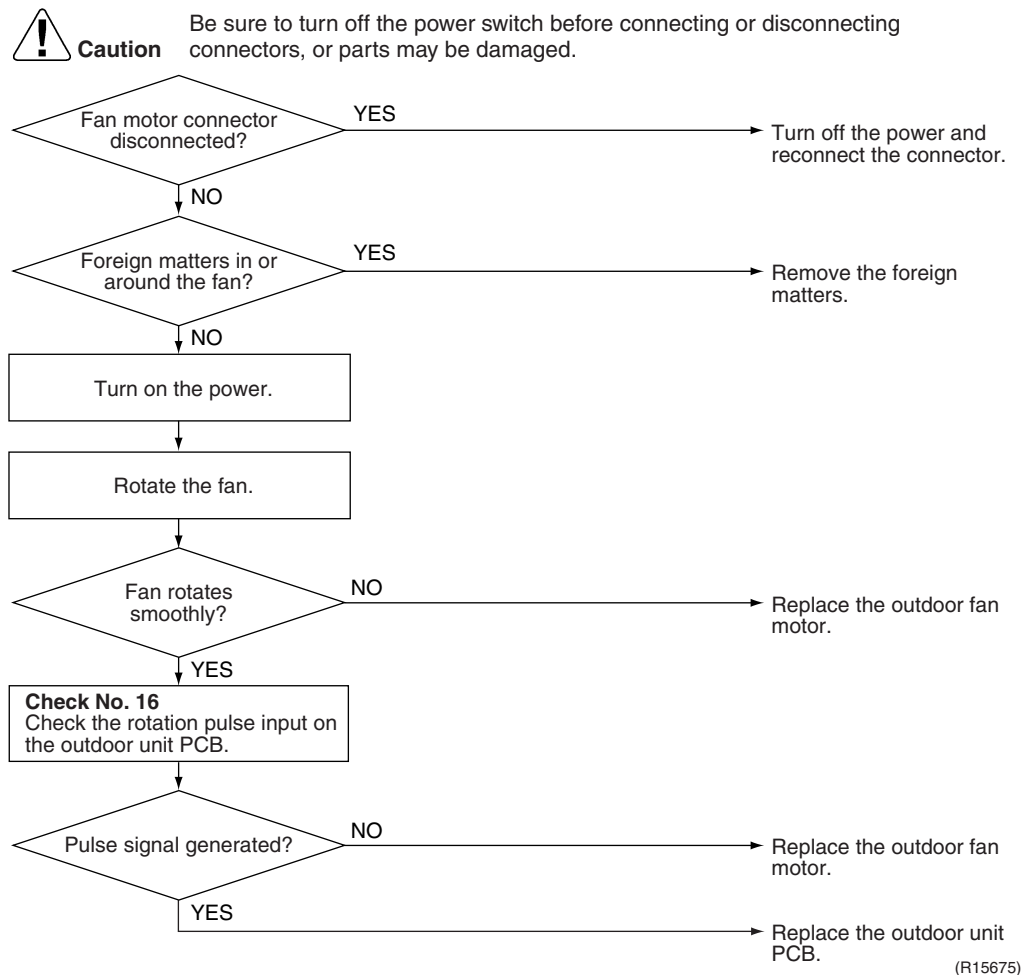 Be sure to turn off the power switch before connecting or disconnecting
Caution connectors, or parts may be damaged.
Fan motor connector
disconnected?
YES
Turn off the power and
reconnect the connector.
NO
Foreign matters in or
around the fan?
YES
Remove the foreign
matters.
NO
Turn on the power.
Rotate the fan.
Fan rotates
smoothly?
NO
Replace the outdoor fan
motor.
YES
Check No. 16
Check the rotation pulse input on
the outdoor unit PCB.
Pulse signal generated?
NO
Replace the outdoor fan
motor.
YES
Replace the outdoor unit
PCB.
(R15675)